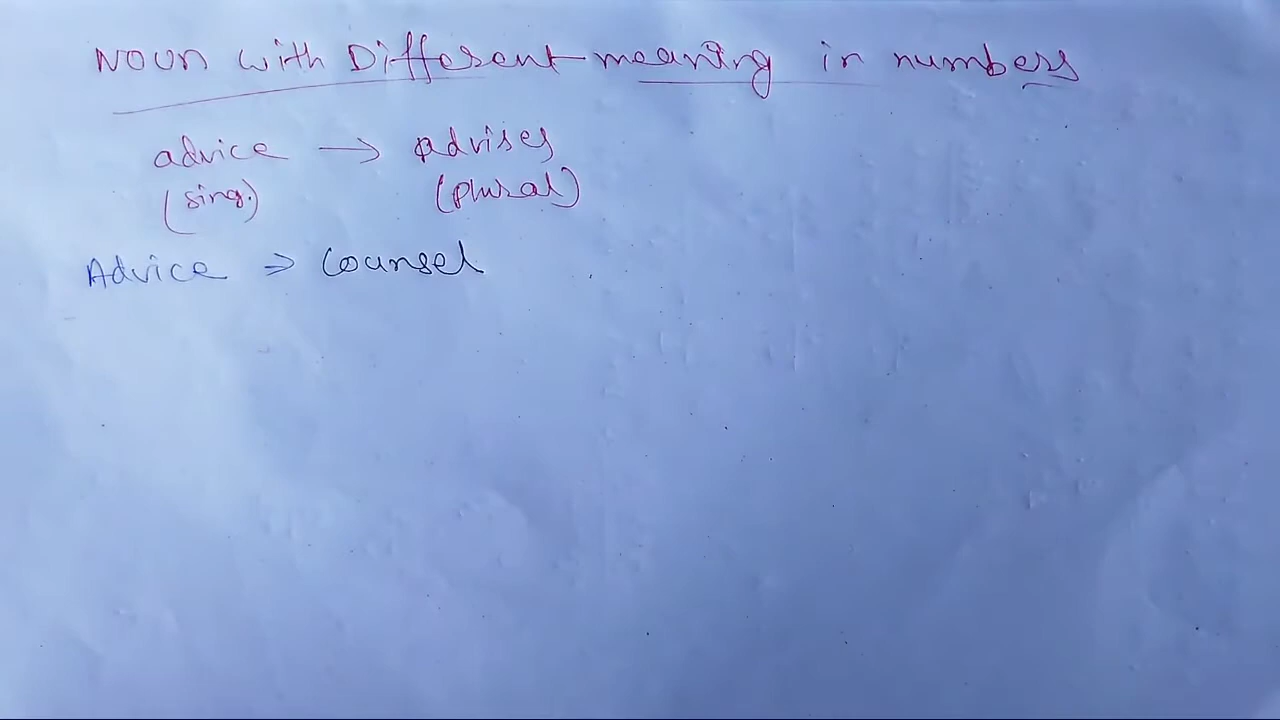 Noun with Different meaning in numbers
advice → advises
(sing.) (plural)
Advice ⇒ Counsel